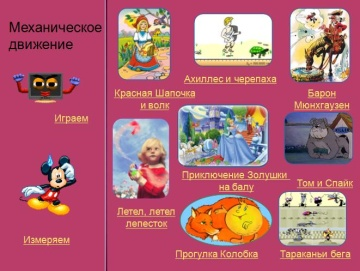 Механическое
движение
Играем
Измеряем
Красная Шапочка
и волк
Ахиллес и черепаха
Барон
Мюнхгаузен
Приключение Золушки
на балу
Том и Спайк
Летел, летел
лепесток
Прогулка Колобка
Тараканьи бега